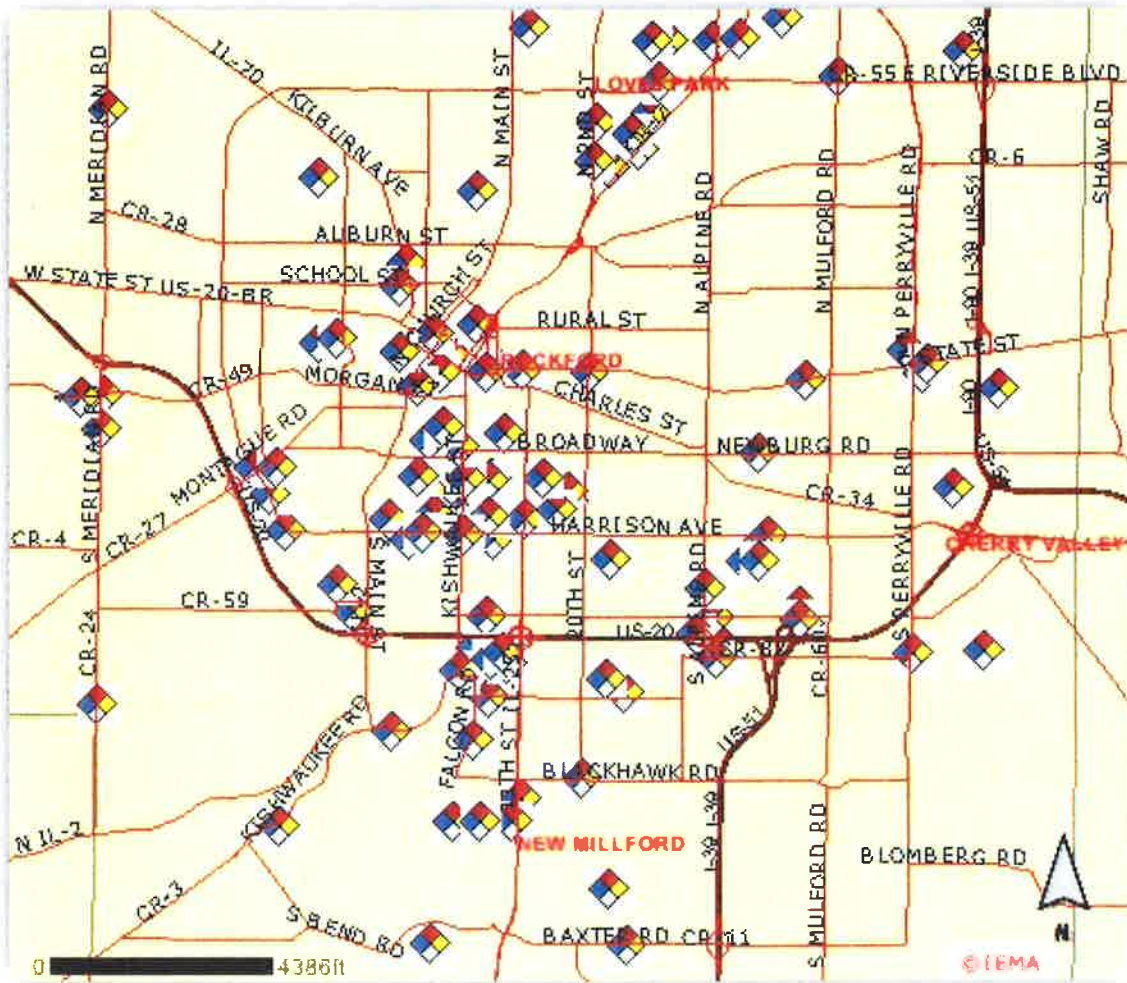 IL-70
N MERIDIAN RD
KILBURN AVE
N MAIN ST
N 2ND ST
LOVES PARK
CR-55 E RIVERSIDE BLVD
I-39
CR-6
SHAW RD
N ALPINE RD
N MULFORD RD
N PERRYVILLE RD
I-90 I-39 US-51
CR-28
AUBURN ST
SCHOOL ST
N CHURCH ST
W STATE ST US-20-BR
RURAL ST
ROCKFORD
STATE ST
CR-49
MORGAN
CHARLES ST
I-90
MONTAGUE RD
BROADWAY
NEWBURG RD
CR-34
CR-27
CR-4
S MERIDIAN RD
S MAIN ST
KISHWAUKEE ST
HARRISON AVE
20TH ST
S PERRYVILLE RD
CHERRY VALLEY
CR-59
US-20
CR-24
FALCON RD
US-51
BLACKHAWK RD
KISHWAUKEE RD
N IL-2
I-39 I-39
NEW MILLFORD
S MULFORD RD
BLOMBERG RD
CR-3
S BEND RD
BAXTER RD CR-11
N
0 4386ft
©IEMA